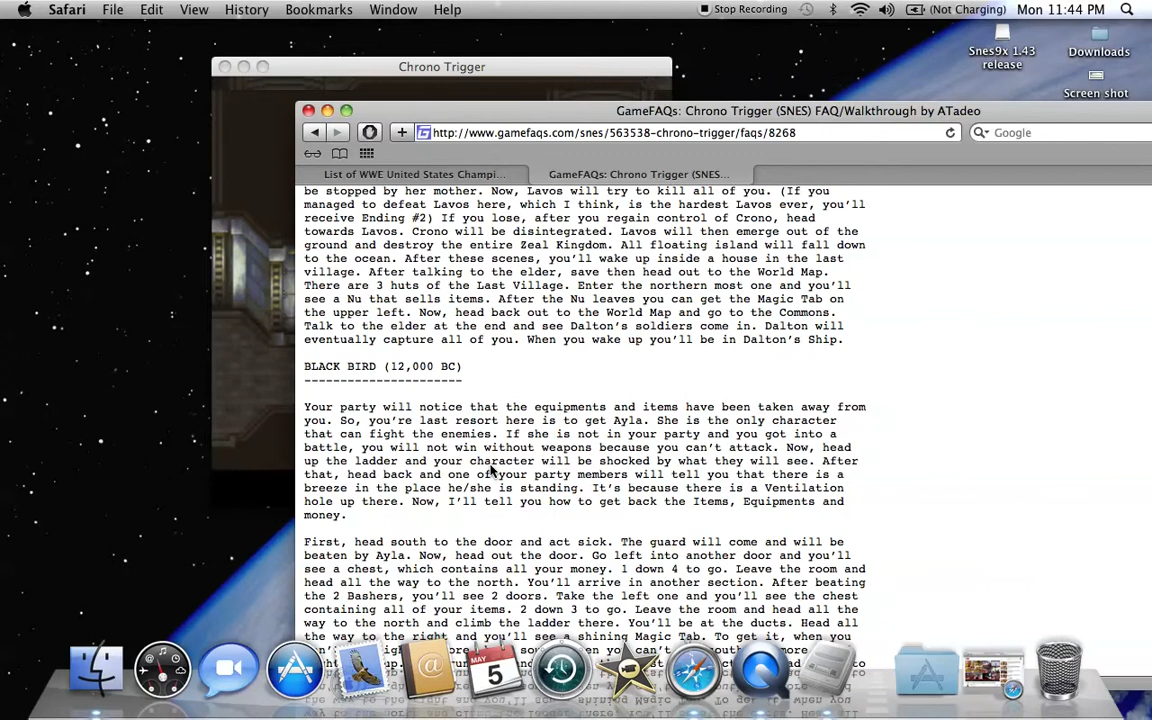 Safari File Edit View History Bookmarks Window Help Stop Recording (Not Charging) Mon 11:44 PM
Snes9x 1.43
release
Downloads
Screen shot
Chrono Trigger
GameFAQs: Chrono Trigger (SNES) FAQ/Walkthrough by ATadeo
http://www.gamefaqs.com/snes/563538-chrono-trigger/faqs/8268
Google
List of WWE United States Champi...
GameFAQs: Chrono Trigger (SNES...
be stopped by her mother. Now, Lavos will try to kill all of you. (If you
managed to defeat Lavos here, which I think, is the hardest Lavos ever, you'll
receive Ending #2) If you lose, after you regain control of Crono, head
towards Lavos. Crono will be disintegrated. Lavos will then emerge out of the
ground and destroy the entire Zeal Kingdom. All floating island will fall down
to the ocean. After these scenes, you'll wake up inside a house in the last
village. After talking to the elder, save then head out to the World Map.
There are 3 huts of the Last Village. Enter the northern most one and you'll
see a Nu that sells items. After the Nu leaves you can get the Magic Tab on
the upper left. Now, head back out to the World Map and go to the Commons.
Talk to the elder at the end and see Dalton's soldiers come in. Dalton will
eventually capture all of you. When you wake up you'll be in Dalton's Ship.
BLACK BIRD (12,000 BC)
----------------------
Your party will notice that the equipments and items have been taken away from
you. So, you're last resort here is to get Ayla. She is the only character
that can fight the enemies. If she is not in your party and you got into a
battle, you will not win without weapons because you can't attack. Now, head
up the ladder and your character will be shocked by what they will see. After
that, head back and one of your party members will tell you that there is a
breeze in the place he/she is standing. It's because there is a Ventilation
hole up there. Now, I'll tell you how to get back the Items, Equipments and
money.
First, head south to the door and act sick. The guard will come and will be
beaten by Ayla. Now, head out the door. Go left into another door and you'll
see a chest, which contains all your money. 1 down 4 to go. Leave the room and
head all the way to the north. You'll arrive in another section. After beating
the 2 Bashers, you'll see 2 doors. Take the left one and you'll see the chest
containing all of your items. 2 down 3 to go. Leave the room and head all the
way to the north and climb the ladder there. You'll be at the ducts. Head all
the way to the right and you'll see a shining Magic Tab. To get it, when you
MAY
5